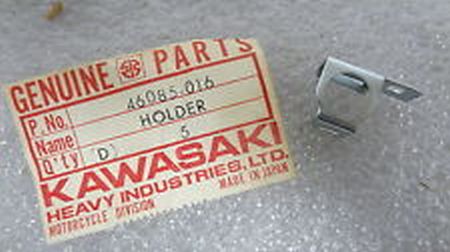 GENUINE PARTS
P. No. 46085.016
Name HOLDER
Q'ty D 5
KAWASAKI
HEAVY INDUSTRIES, LTD.
MOTORCYCLE DIVISION MADE IN JAPAN